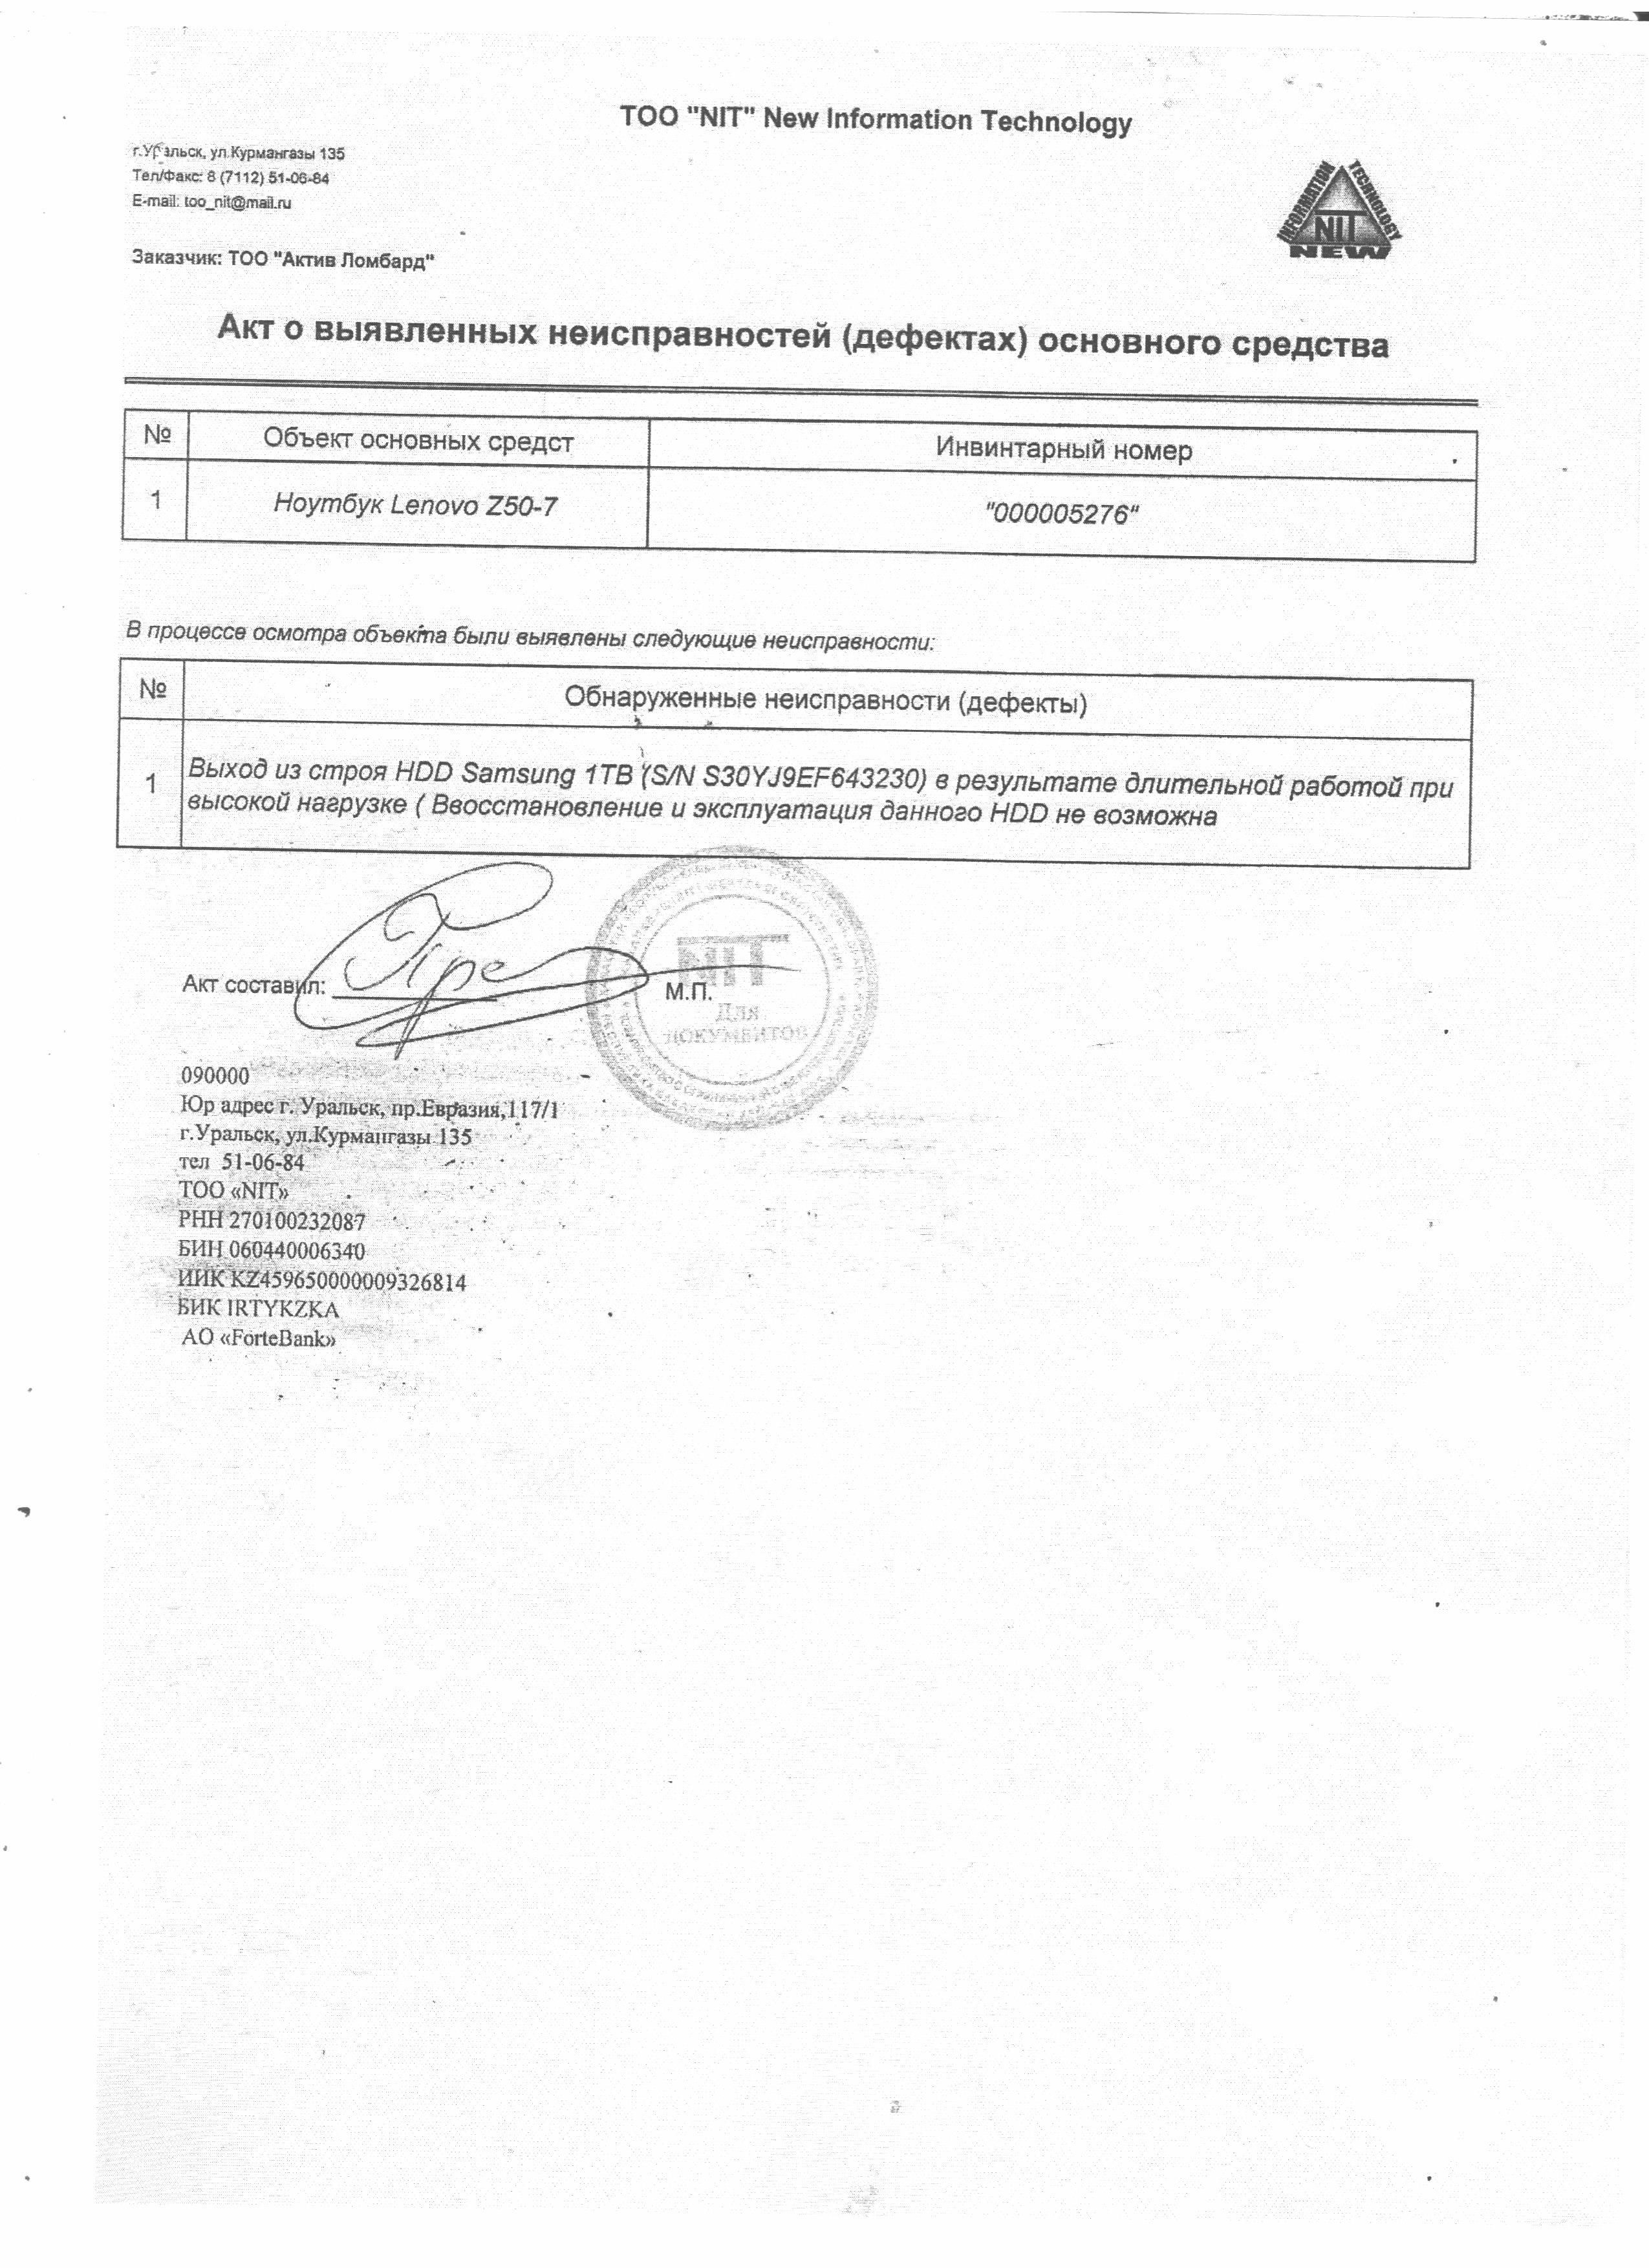 ТОО "NIT" New Information Technology
г.Уральск, ул.Курмангазы 135
Тел/Факс: 8 (7112) 51-06-84
E-mail: too_nit@mail.ru
INFORMATION TECHNOLOGY
NIT
NEW
Заказчик: ТОО "Актив Ломбард"
Акт о выявленных неисправностей (дефектах) основного средства
№ Объект основных средст Инвинтарный номер
1 Ноутбук Lenovo Z50-7 "000005276"
В процессе осмотра объекта были выявлены следующие неисправности:
№ Обнаруженные неисправности (дефекты)
1 Выход из строя HDD Samsung 1TB (S/N S30YJ9EF643230) в результате длительной работой при
высокой нагрузке ( Ввосстановление и эксплуатация данного HDD не возможна
Акт составил: М.П.
NIT
Для
ДОКУМЕНТОВ
090000
Юр адрес г. Уральск, пр.Евразия,117/1
г.Уральск, ул.Курмангазы 135
тел 51-06-84
ТОО «NIT»
РНН 270100232087
БИН 060440006340
ИИК KZ459650000009326814
БИК IRTYKZKA
АО «ForteBank»